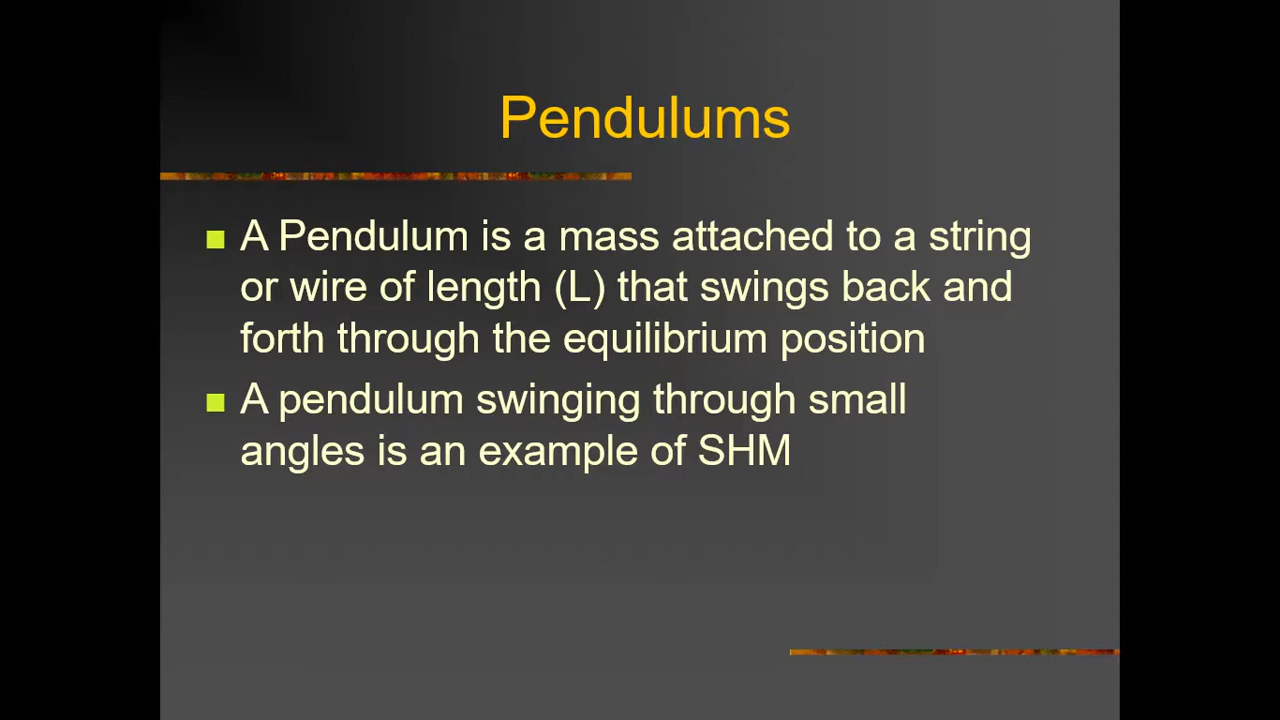 Pendulums
A Pendulum is a mass attached to a string
or wire of length (L) that swings back and
forth through the equilibrium position
A pendulum swinging through small
angles is an example of SHM